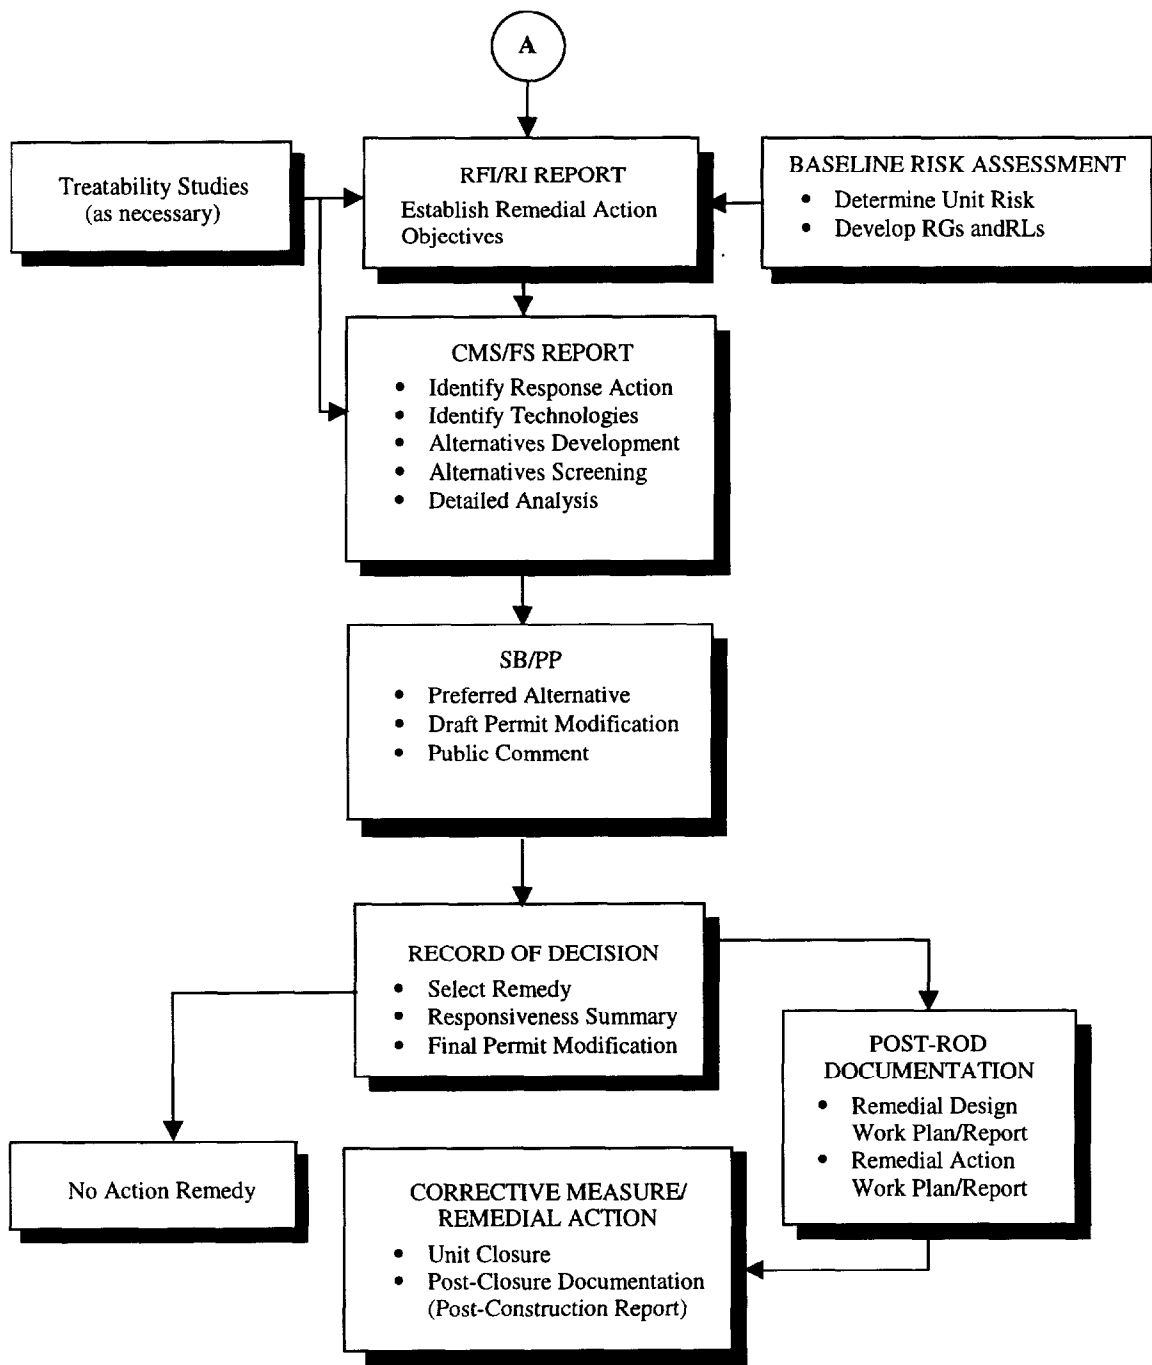 A
Treatability Studies
(as necessary)
RFI/RI REPORT
Establish Remedial Action
Objectives
BASELINE RISK ASSESSMENT
• Determine Unit Risk
• Develop RGs andRLs
CMS/FS REPORT
• Identify Response Action
• Identify Technologies
• Alternatives Development
• Alternatives Screening
• Detailed Analysis
SB/PP
• Preferred Alternative
• Draft Permit Modification
• Public Comment
RECORD OF DECISION
• Select Remedy
• Responsiveness Summary
• Final Permit Modification
POST-ROD
DOCUMENTATION
• Remedial Design
Work Plan/Report
• Remedial Action
Work Plan/Report
No Action Remedy
CORRECTIVE MEASURE/
REMEDIAL ACTION
• Unit Closure
• Post-Closure Documentation
(Post-Construction Report)